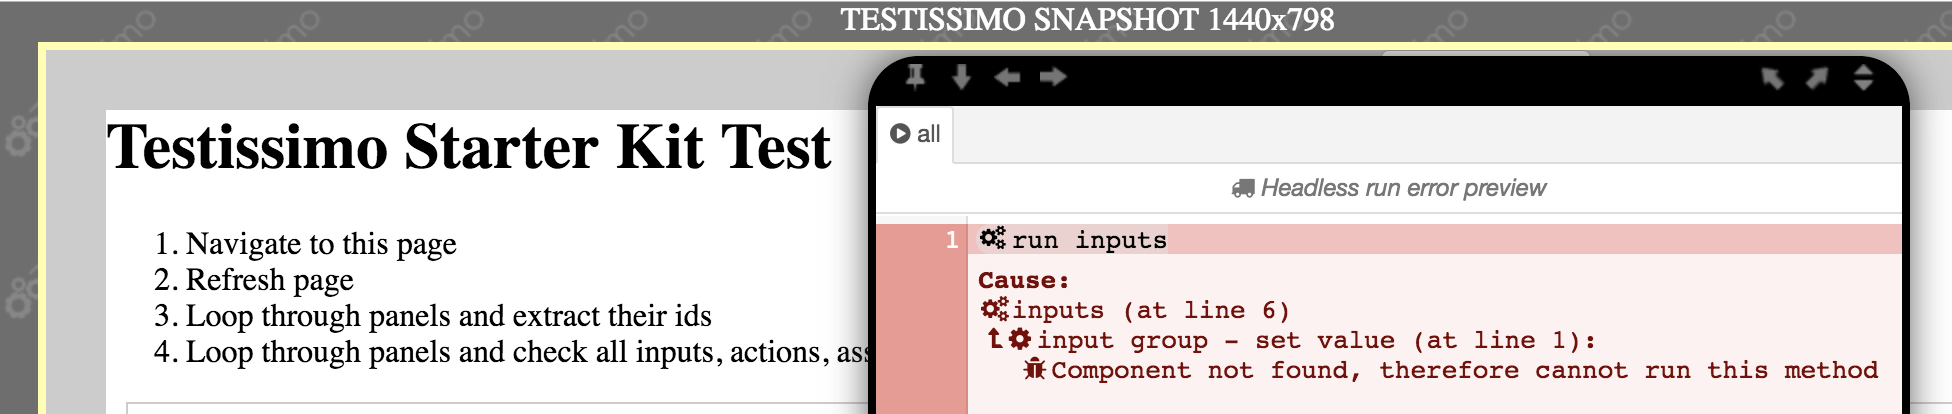 TESTISSIMO SNAPSHOT 1440x798
Testissimo Starter Kit Test
1. Navigate to this page
2. Refresh page
3. Loop through panels and extract their ids
4. Loop through panels and check all inputs, actions,
all
Headless run error preview
1 run inputs
Cause:
inputs (at line 6)
input group - set value (at line 1):
Component not found, therefore cannot run this method